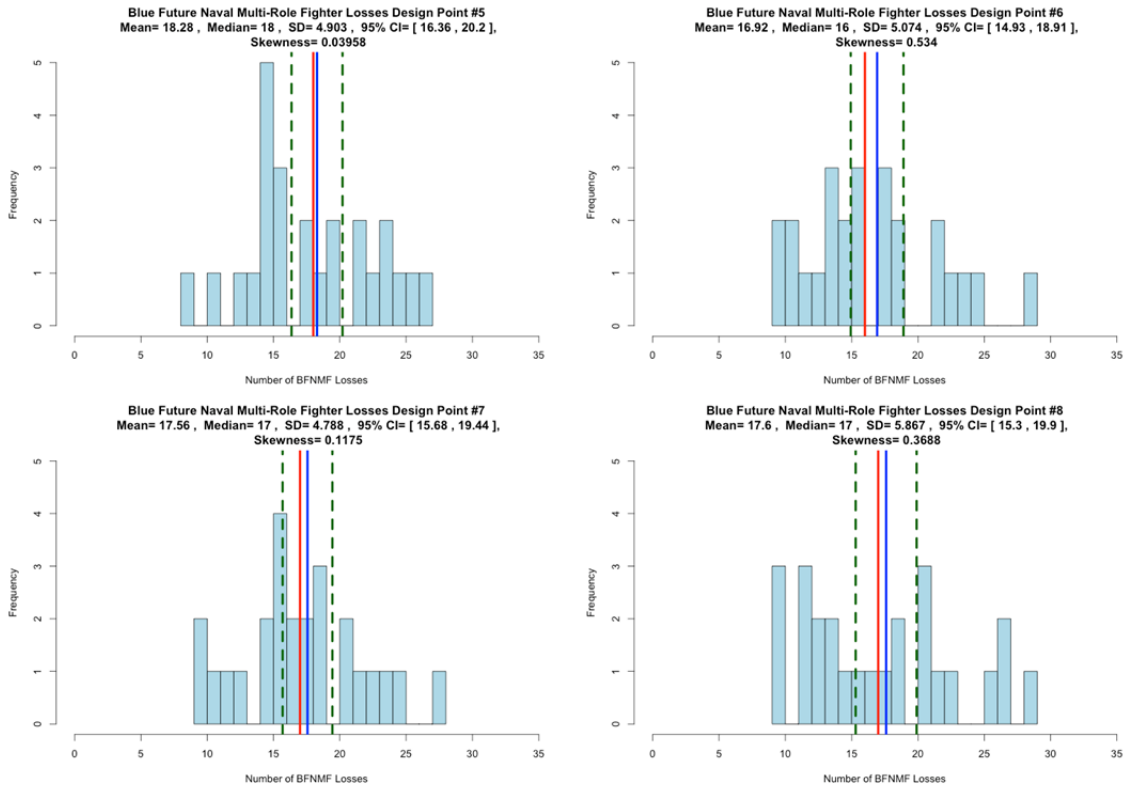 Blue Future Naval Multi-Role Fighter Losses Design Point #5
Mean= 18.28 , Median= 18 , SD= 4.903 , 95% CI= [ 16.36 , 20.2 ],
Skewness= 0.03958
5
4
3
2
1
0
Frequency
0 5 10 15 20 25 30 35
Number of BFNMF Losses
Blue Future Naval Multi-Role Fighter Losses Design Point #6
Mean= 16.92 , Median= 16 , SD= 5.074 , 95% CI= [ 14.93 , 18.91 ],
Skewness= 0.534
5
4
3
2
1
0
Frequency
0 5 10 15 20 25 30 35
Number of BFNMF Losses
Blue Future Naval Multi-Role Fighter Losses Design Point #7
Mean= 17.56 , Median= 17 , SD= 4.788 , 95% CI= [ 15.68 , 19.44 ],
Skewness= 0.1175
5
4
3
2
1
0
Frequency
0 5 10 15 20 25 30 35
Number of BFNMF Losses
Blue Future Naval Multi-Role Fighter Losses Design Point #8
Mean= 17.6 , Median= 17 , SD= 5.867 , 95% CI= [ 15.3 , 19.9 ],
Skewness= 0.3688
5
4
3
2
1
0
Frequency
0 5 10 15 20 25 30 35
Number of BFNMF Losses